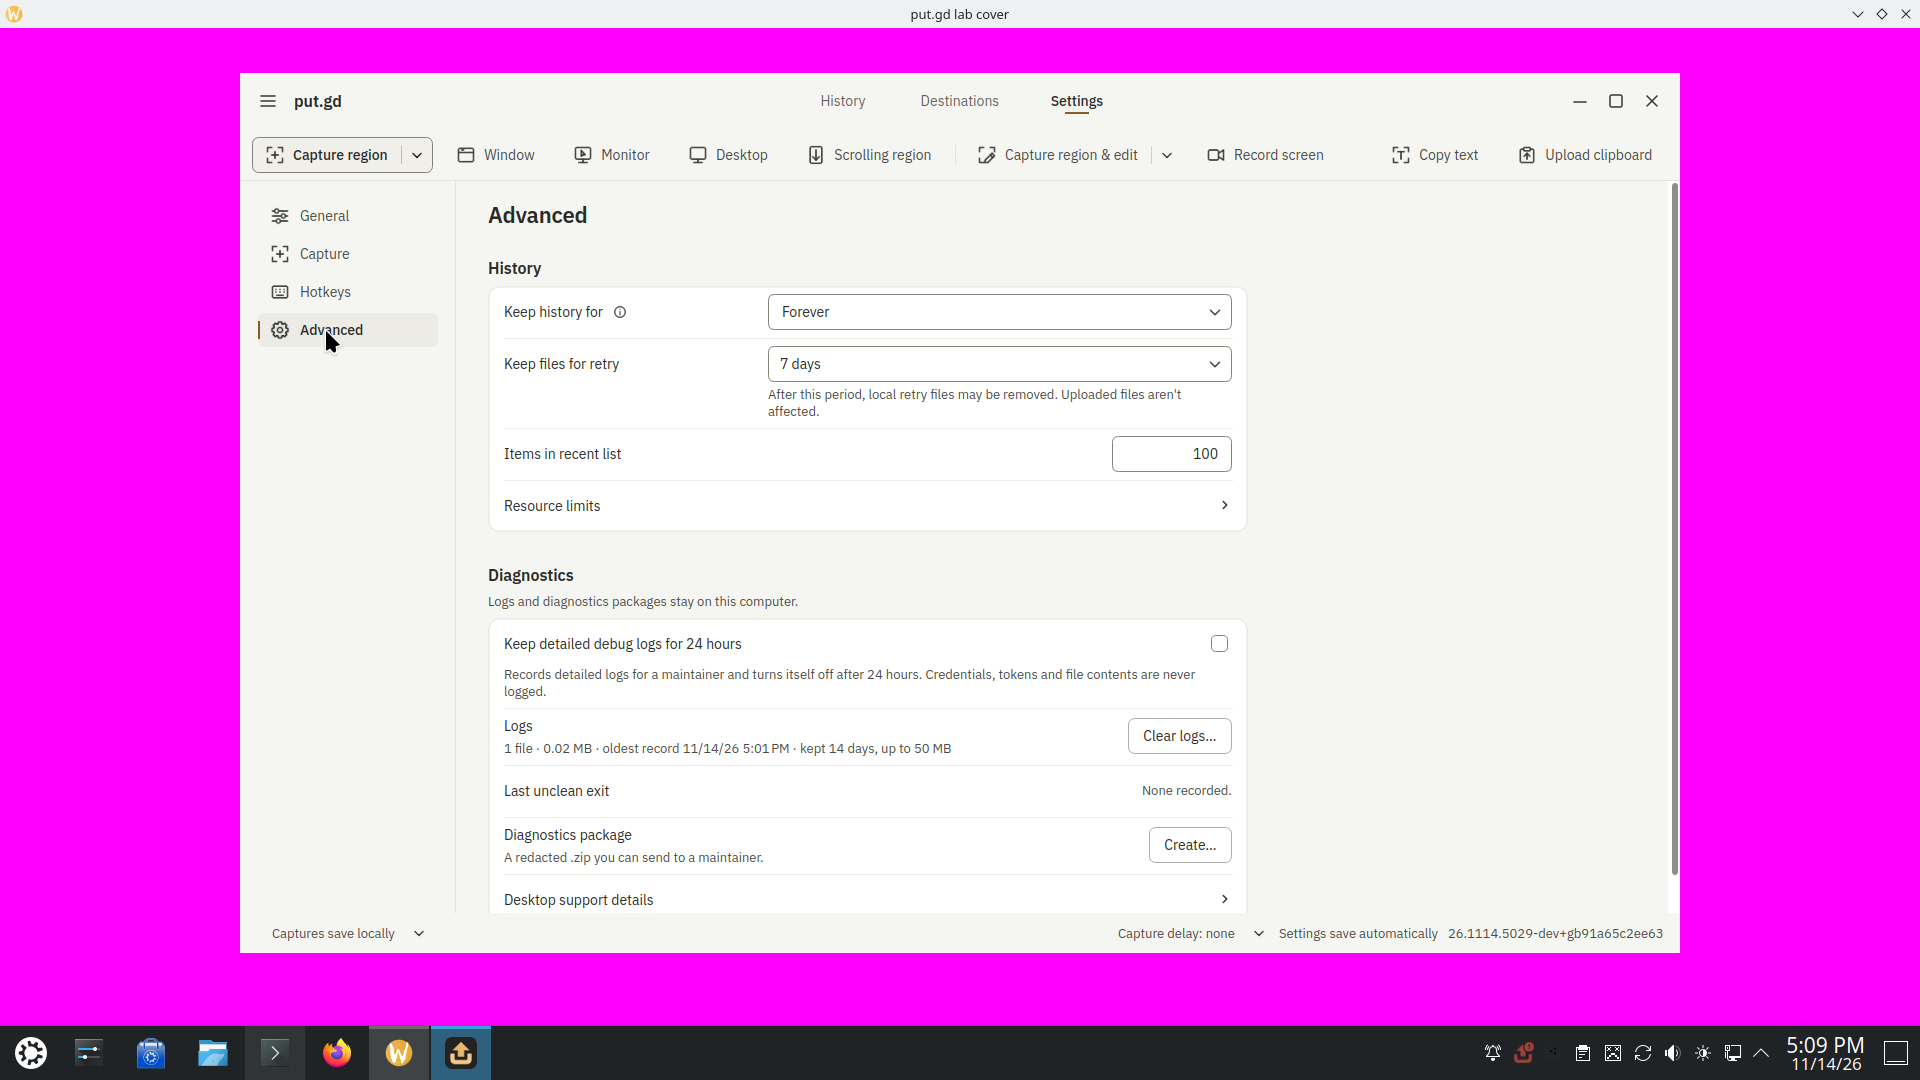 put.gd lab cover
put.gd
History
Destinations
Settings
Capture region
Window
Monitor
Desktop
Scrolling region
Capture region & edit
Record screen
Copy text
Upload clipboard
General
Capture
Hotkeys
Advanced
Advanced
History
Keep history for
Forever
Keep files for retry
7 days
After this period, local retry files may be removed. Uploaded files aren't
affected.
Items in recent list
100
Resource limits
Diagnostics
Logs and diagnostics packages stay on this computer.
Keep detailed debug logs for 24 hours
Records detailed logs for a maintainer and turns itself off after 24 hours. Credentials, tokens and file contents are never
logged.
Logs
1 file · 0.02 MB · oldest record 11/14/26 5:01 PM · kept 14 days, up to 50 MB
Clear logs...
Last unclean exit
None recorded.
Diagnostics package
A redacted .zip you can send to a maintainer.
Create...
Desktop support details
Captures save locally
Capture delay: none
Settings save automatically
26.1114.5029-dev+gb91a65c2ee63
5:09 PM
11/14/26